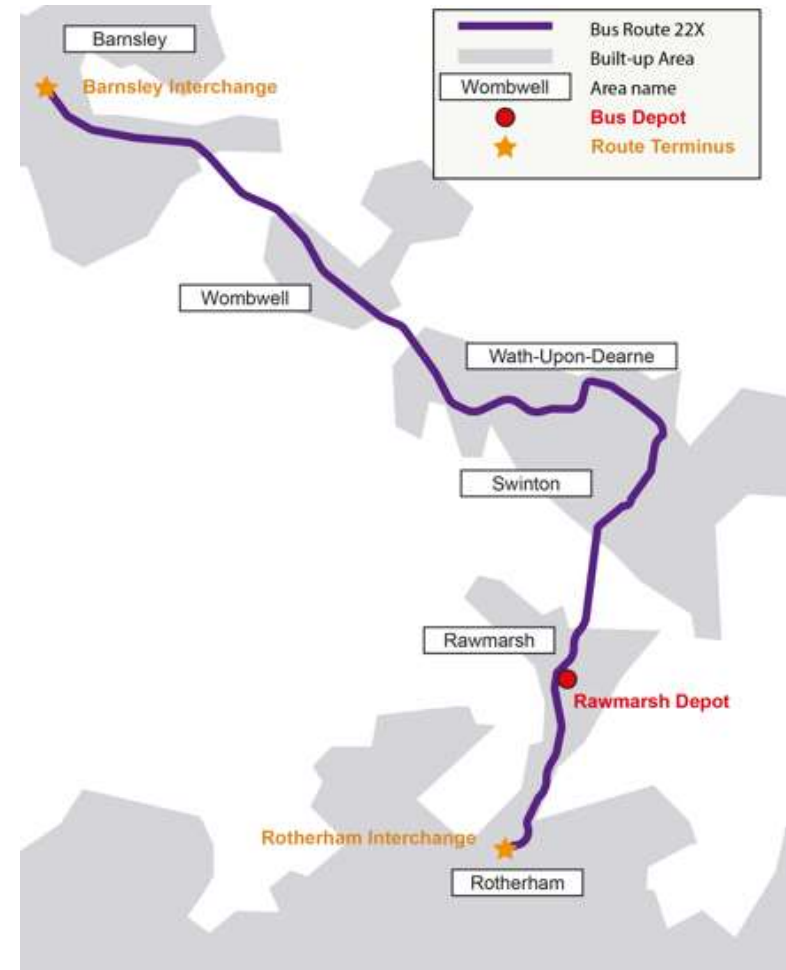 Barnsley
Barnsley Interchange
Bus Route 22X
Built-up Area
Wombwell
Area name
Bus Depot
Route Terminus
Wombwell
Wath-Upon-Dearne
Swinton
Rawmarsh
Rawmarsh Depot
Rotherham Interchange
Rotherham